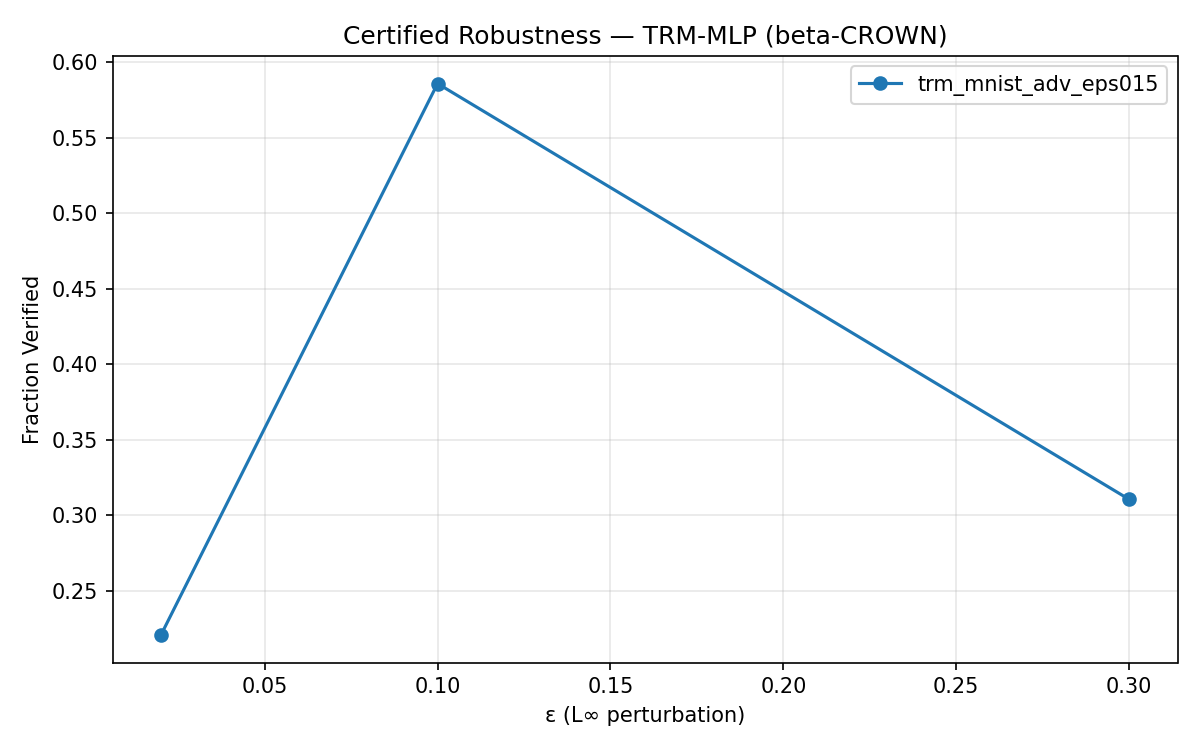 Certified Robustness — TRM-MLP (beta-CROWN)
trm_mnist_adv_eps015
Fraction Verified
0.60
0.55
0.50
0.45
0.40
0.35
0.30
0.25
0.05 0.10 0.15 0.20 0.25 0.30
ε (L∞ perturbation)